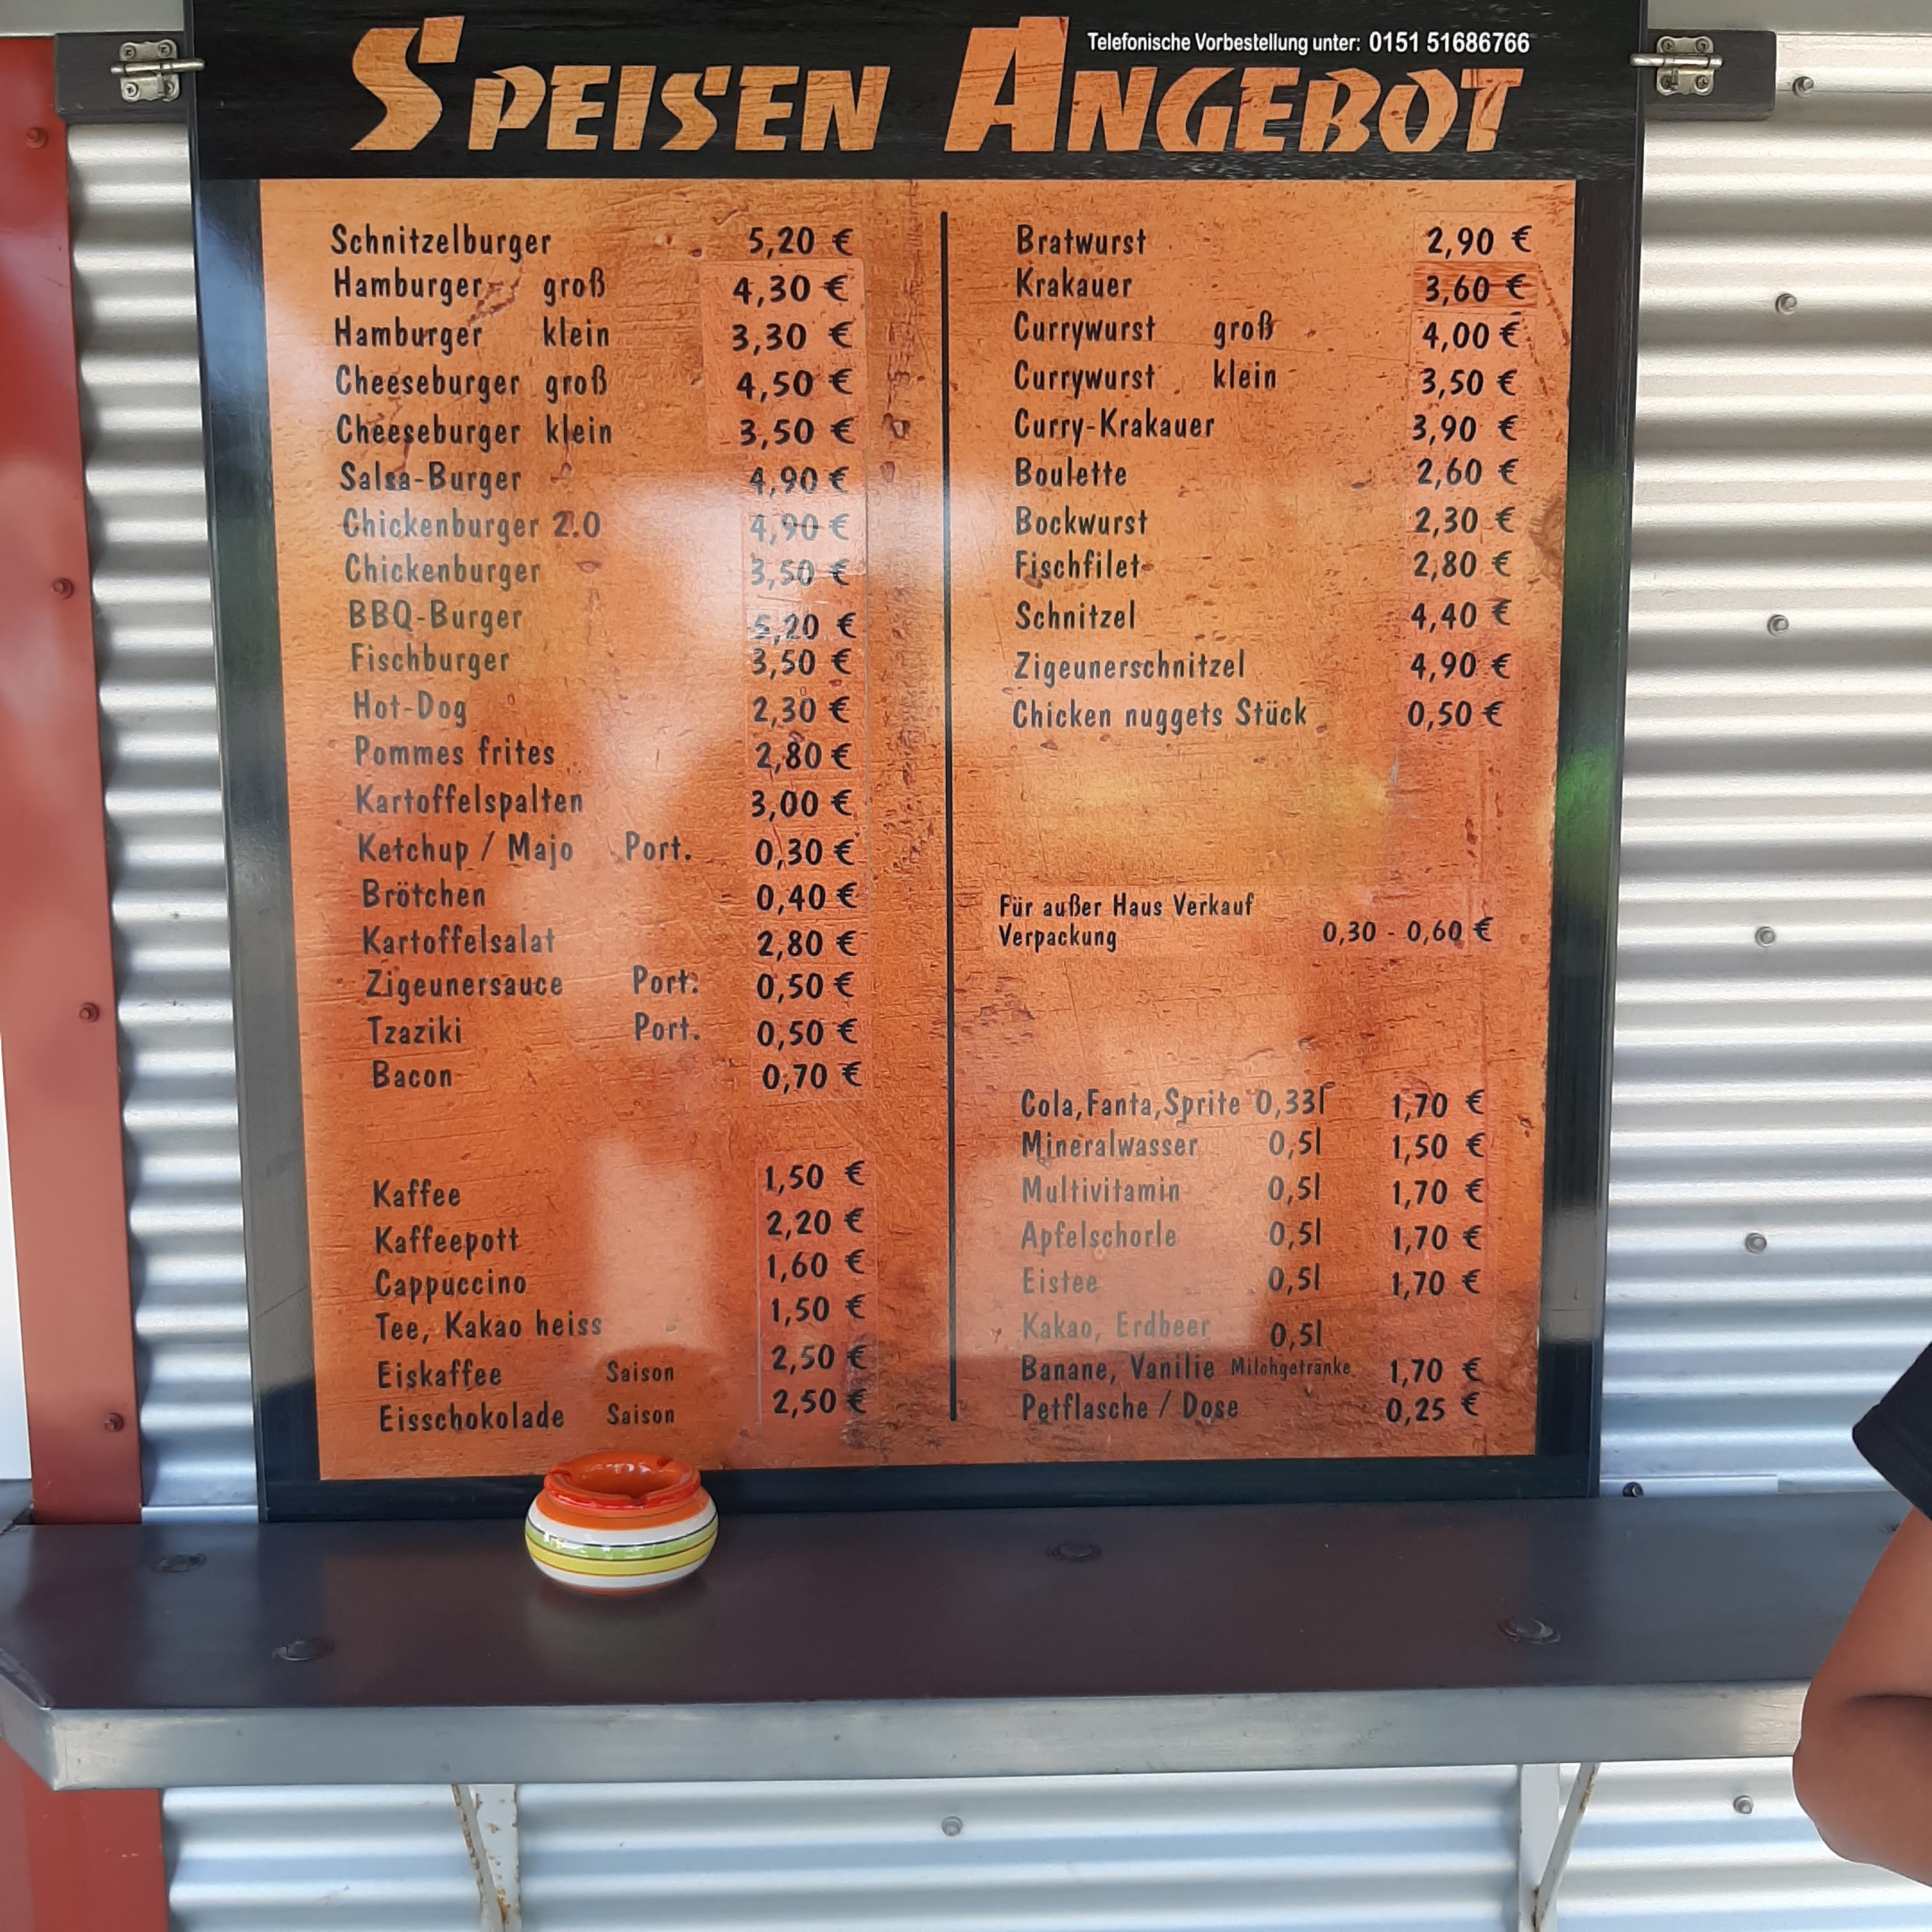 Telefonische Vorbestellung unter: 0151 51686766
SPEISEN ANGEBOT
Schnitzelburger 5,20 €
Hamburger groß 4,30 €
Hamburger klein 3,30 €
Cheeseburger groß 4,50 €
Cheeseburger klein 3,50 €
Salsa-Burger 4,90 €
Chickenburger 2.0 4,90 €
Chickenburger 3,50 €
BBQ-Burger 5,20 €
Fischburger 3,50 €
Hot-Dog 2,30 €
Pommes frites 2,80 €
Kartoffelspalten 3,00 €
Ketchup / Majo Port. 0,30 €
Brötchen 0,40 €
Kartoffelsalat 2,80 €
Zigeunersauce Port. 0,50 €
Tzaziki Port. 0,50 €
Bacon 0,70 €
Kaffee 1,50 €
Kaffeepott 2,20 €
Cappuccino 1,60 €
Tee, Kakao heiss 1,50 €
Eiskaffee Saison 2,50 €
Eisschokolade Saison 2,50 €
Bratwurst 2,90 €
Krakauer 3,60 €
Currywurst groß 4,00 €
Currywurst klein 3,50 €
Curry-Krakauer 3,90 €
Boulette 2,60 €
Bockwurst 2,30 €
Fischfilet 2,80 €
Schnitzel 4,40 €
Zigeunerschnitzel 4,90 €
Chicken nuggets Stück 0,50 €
Für außer Haus Verkauf
Verpackung 0,30 - 0,60 €
Cola,Fanta,Sprite 0,33l 1,70 €
Mineralwasser 0,5l 1,50 €
Multivitamin 0,5l 1,70 €
Apfelschorle 0,5l 1,70 €
Eistee 0,5l 1,70 €
Kakao, Erdbeer 0,5l
Banane, Vanilie Milchgetränke 1,70 €
Petflasche / Dose 0,25 €